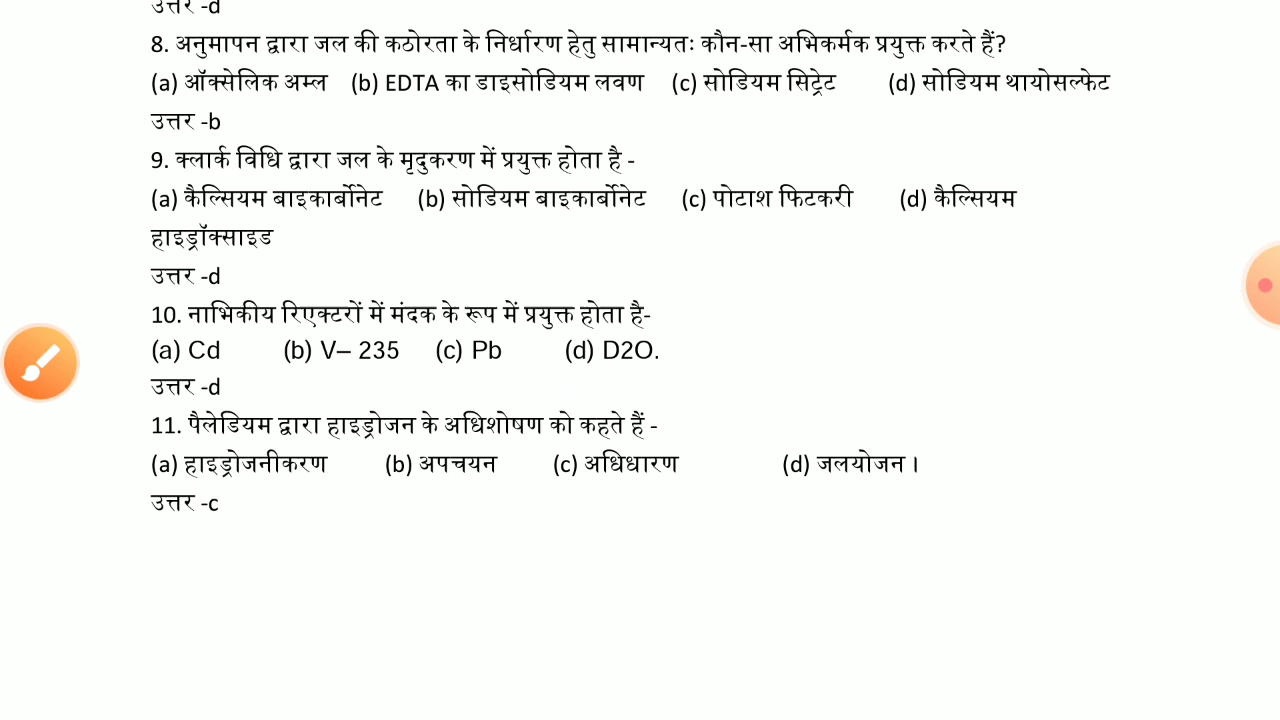 उत्तर -d
8. अनुमापन द्वारा जल की कठोरता के निर्धारण हेतु सामान्यतः कौन-सा अभिकर्मक प्रयुक्त करते हैं?
(a) ऑक्सेलिक अम्ल (b) EDTA का डाइसोडियम लवण (c) सोडियम सिट्रेट (d) सोडियम थायोसल्फेट
उत्तर -b
9. क्लार्क विधि द्वारा जल के मृदुकरण में प्रयुक्त होता है -
(a) कैल्सियम बाइकार्बोनेट (b) सोडियम बाइकार्बोनेट (c) पोटाश फिटकरी (d) कैल्सियम
हाइड्रॉक्साइड
उत्तर -d
10. नाभिकीय रिएक्टरों में मंदक के रूप में प्रयुक्त होता है-
(a) Cd (b) V– 235 (c) Pb (d) D2O.
उत्तर -d
11. पैलेडियम द्वारा हाइड्रोजन के अधिशोषण को कहते हैं -
(a) हाइड्रोजनीकरण (b) अपचयन (c) अधिधारण (d) जलयोजन ।
उत्तर -c